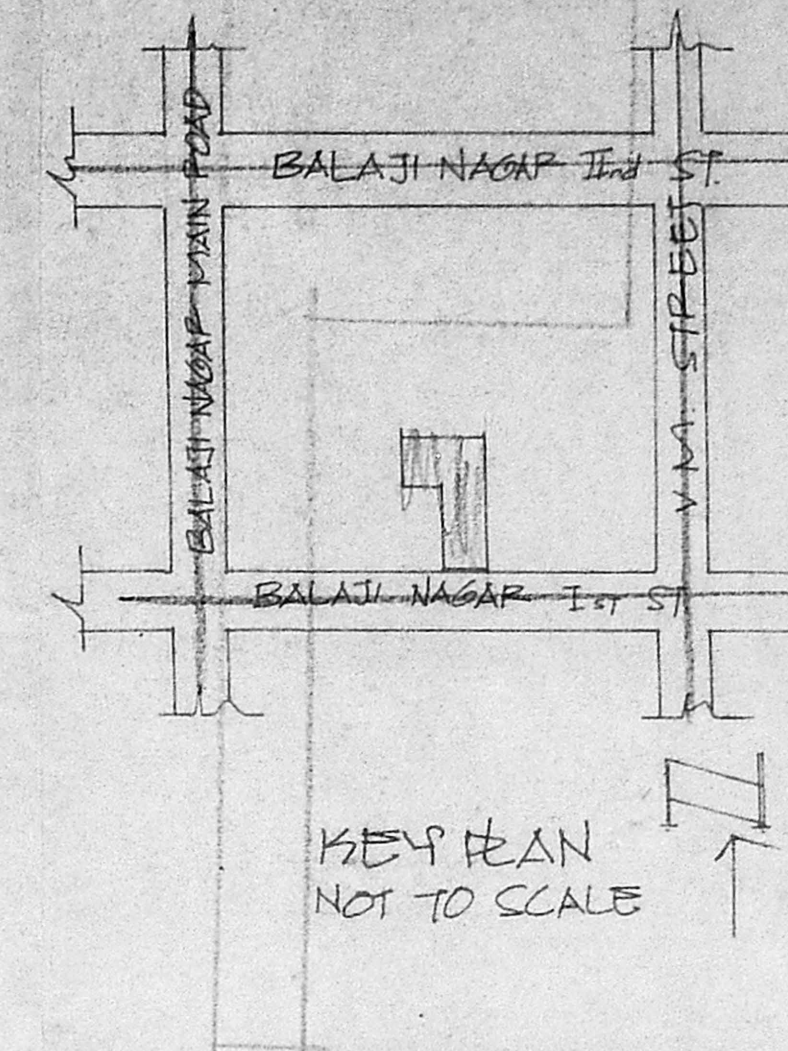 BALAJI NAGAR IInd ST.
BALAJI NAGAR MAIN ROAD
V.M. STREET
BALAJI NAGAR Ist ST
N
KEY PLAN
NOT TO SCALE